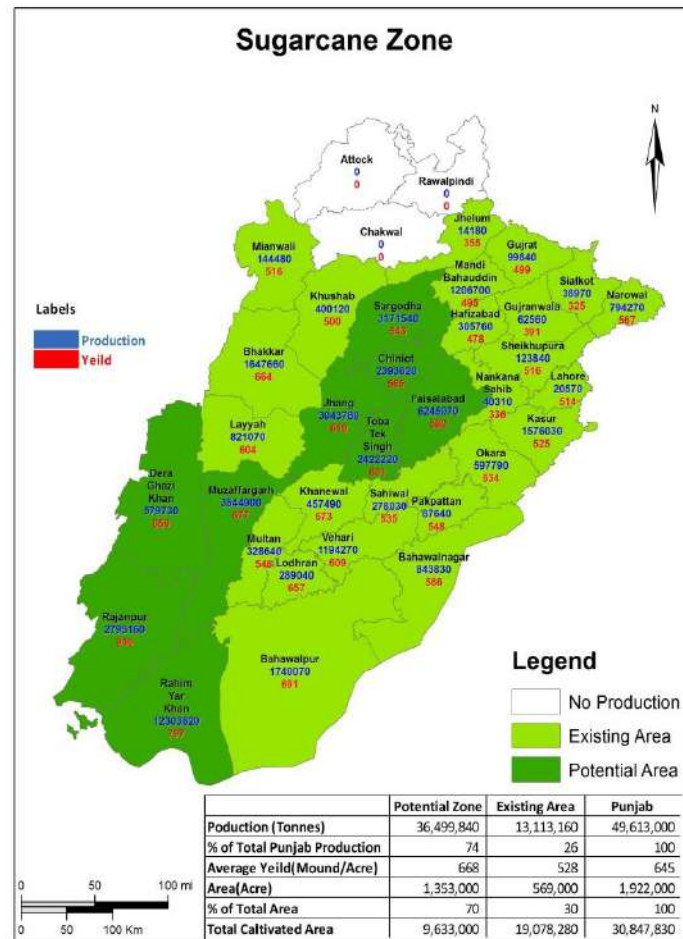 Sugarcane Zone
N
Attock
0
0
Rawalpindi
0
0
Chakwal
0
0
Jhelum
14180
355
Gujrat
99840
499
Mianwali
144480
516
Mandi
Bahauddin
1206700
495
Sialkot
38970
325
Narowal
794270
567
Khushab
400120
500
Sargodha
3171540
543
Hafizabad
305760
478
Gujranwala
62560
391
Labels
Production
Yeild
Sheikhupura
123840
516
Bhakkar
1647660
664
Chiniot
2393020
Nankana
Sahib
40310
336
Lahore
20570
514
Jhang
3043760
Faisalabad
6245070
Kasur
1576030
525
Layyah
821070
604
Toba
Tek
Singh
2422220
Okara
597790
534
Dera
Ghazi
Khan
579730
Muzaffargarh
3544900
677
Khanewal
457490
673
Sahiwal
278030
535
Pakpattan
87640
548
Multan
328640
548
Vehari
1194270
609
Lodhran
289040
657
Bahawalnagar
843830
586
Rajanpur
2795160
Bahawalpur
1740070
691
Rahim
Yar
Khan
12303620
Legend
No Production
Existing Area
Potential Area
Potential Zone Existing Area Punjab
Poduction (Tonnes) 36,499,840 13,113,160 49,613,000
% of Total Punjab Production 74 26 100
Average Yeild(Mound/Acre) 668 528 645
Area(Acre) 1,353,000 569,000 1,922,000
% of Total Area 70 30 100
Total Caltivated Area 9,633,000 19,078,280 30,847,830
0 50 100 mi
0 50 100 Km